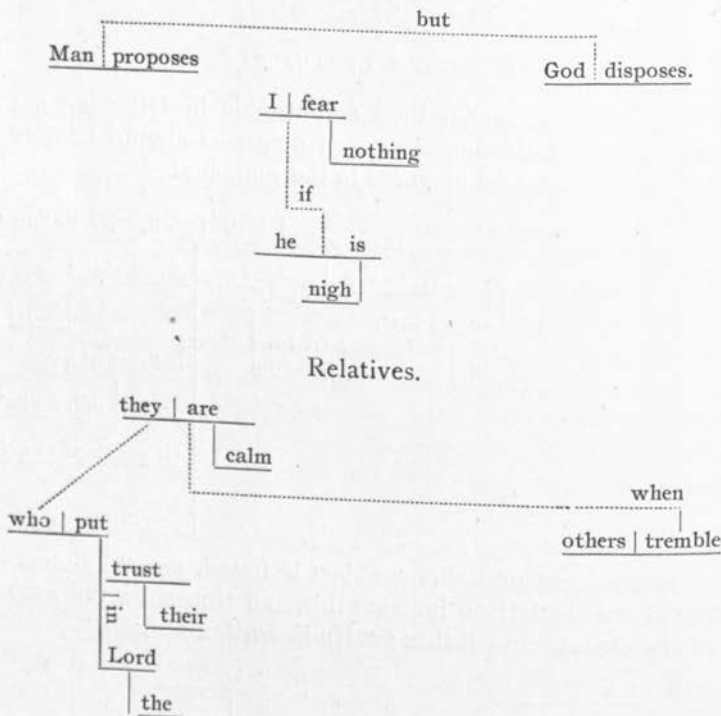 but
Man proposes
God disposes.
I fear
nothing
if
he is
nigh
Relatives.
they are
calm
when
who put
others tremble
trust
in
their
Lord
the